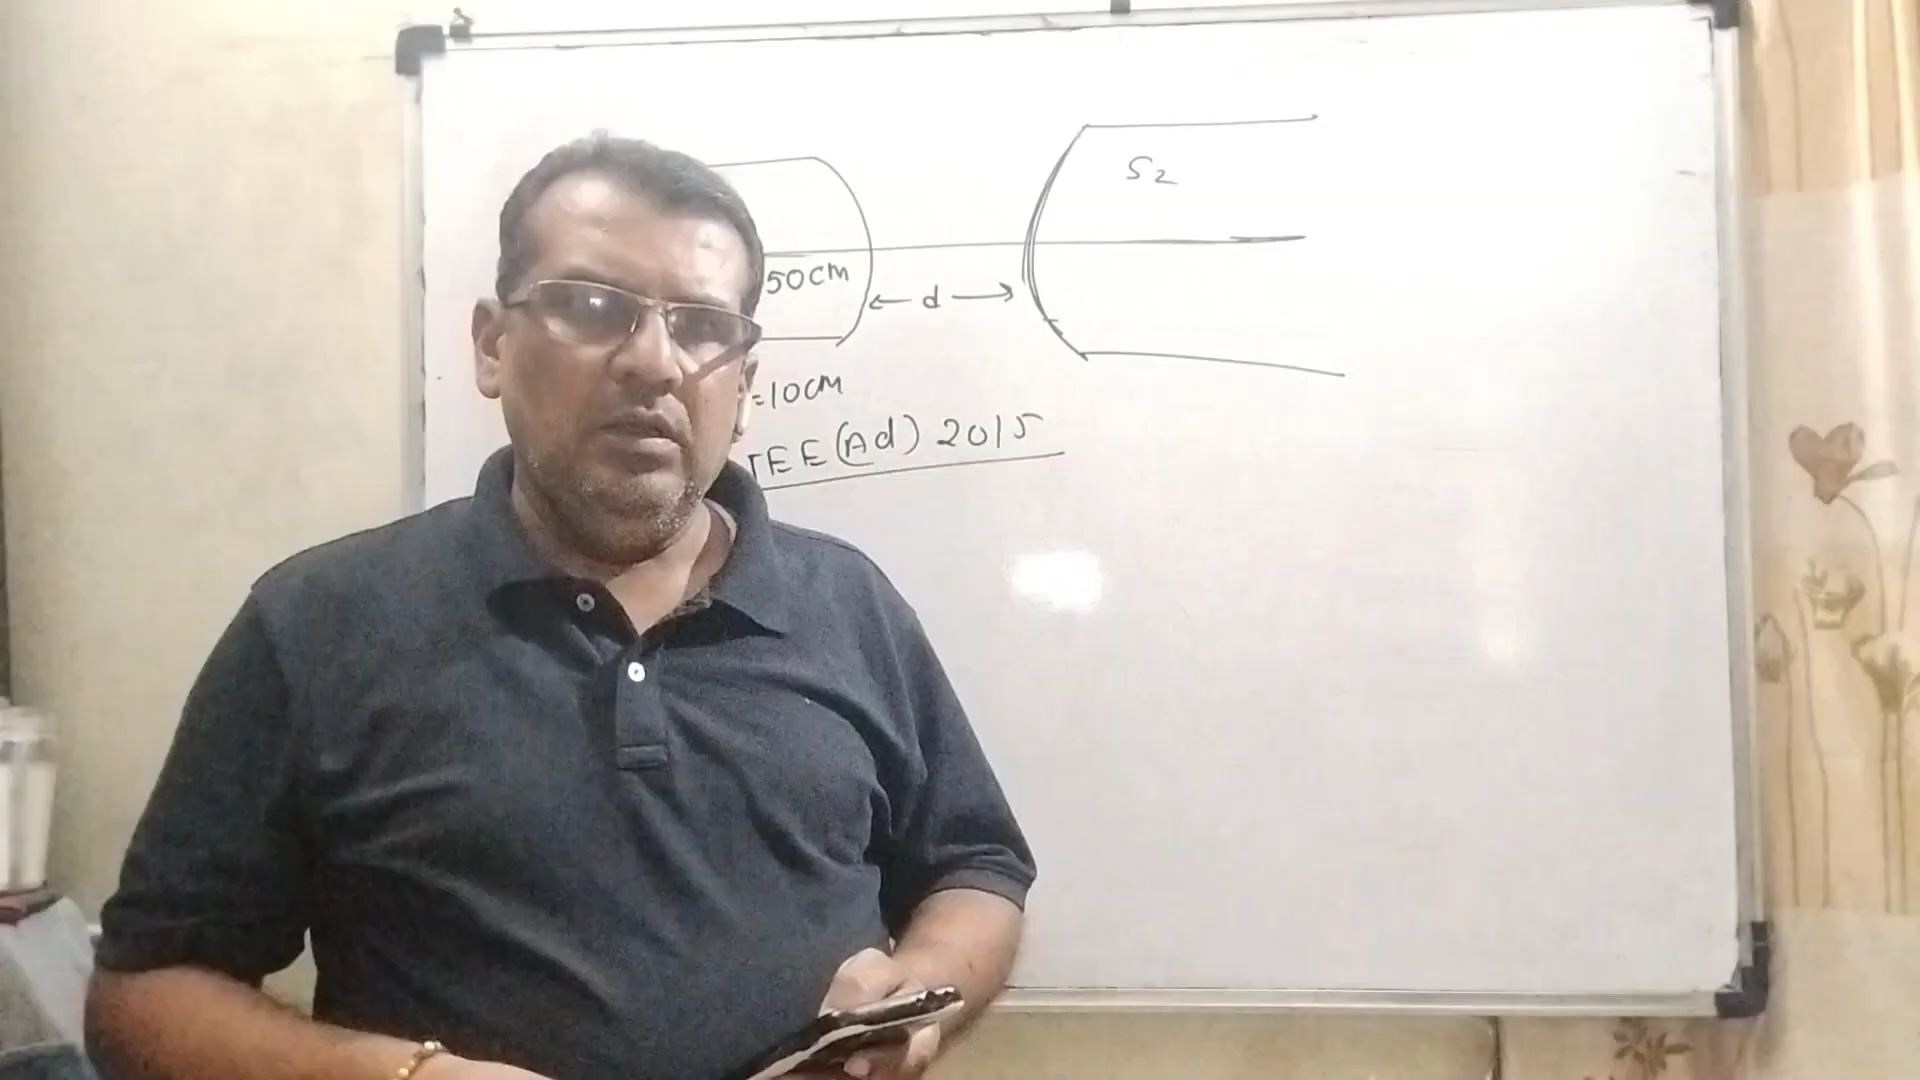 S2
50cm
← d →
=10cm
JEE (Ad) 2015